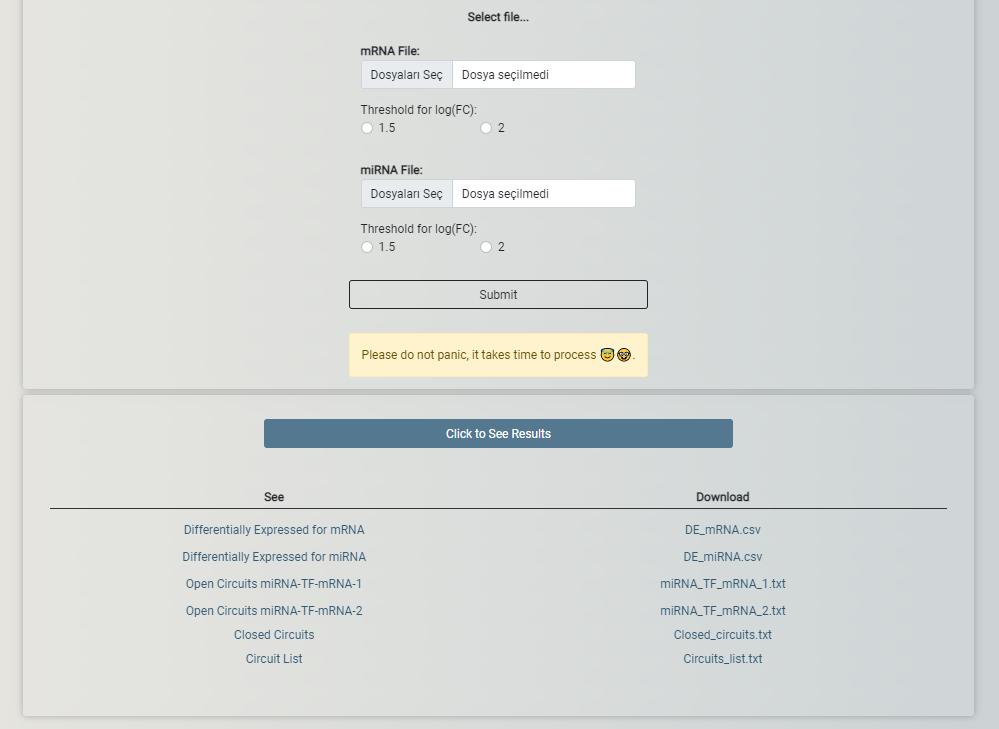 Select file...
mRNA File:
Dosyaları Seç Dosya seçilmedi
Threshold for log(FC):
1.5 2
miRNA File:
Dosyaları Seç Dosya seçilmedi
Threshold for log(FC):
1.5 2
Submit
Please do not panic, it takes time to process 😇🤓.
Click to See Results
See Download
Differentially Expressed for mRNA DE_mRNA.csv
Differentially Expressed for miRNA DE_miRNA.csv
Open Circuits miRNA-TF-mRNA-1 miRNA_TF_mRNA_1.txt
Open Circuits miRNA-TF-mRNA-2 miRNA_TF_mRNA_2.txt
Closed Circuits Closed_circuits.txt
Circuit List Circuits_list.txt